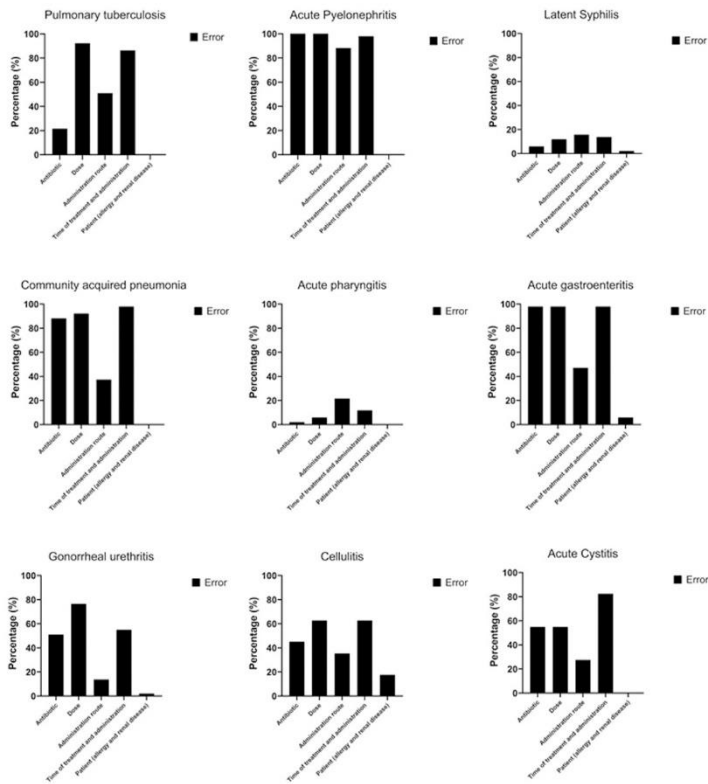 Pulmonary tuberculosis
Percentage (%)
100
80
60
40
20
0
Error
Antibiotic
Dose
Administration route
Time of treatment and administration
Patient (allergy and renal disease)
Acute Pyelonephritis
Percentage (%)
100
80
60
40
20
0
Error
Antibiotic
Dose
Administration route
Time of treatment and administration
Patient (allergy and renal disease)
Latent Syphilis
Percentage (%)
100
80
60
40
20
0
Error
Antibiotic
Dose
Administration route
Time of treatment and administration
Patient (allergy and renal disease)
Community acquired pneumonia
Percentage (%)
100
80
60
40
20
0
Error
Antibiotic
Dose
Administration route
Time of treatment and administration
Patient (allergy and renal disease)
Acute pharyngitis
Percentage (%)
100
80
60
40
20
0
Error
Antibiotic
Dose
Administration route
Time of treatment and administration
Patient (allergy and renal disease)
Acute gastroenteritis
Percentage (%)
100
80
60
40
20
0
Error
Antibiotic
Dose
Administration route
Time of treatment and administration
Patient (allergy and renal disease)
Gonorrheal urethritis
Percentage (%)
100
80
60
40
20
0
Error
Antibiotic
Dose
Administration route
Time of treatment and administration
Patient (allergy and renal disease)
Cellulitis
Percentage (%)
100
80
60
40
20
0
Error
Antibiotic
Dose
Administration route
Time of treatment and administration
Patient (allergy and renal disease)
Acute Cystitis
Percentage (%)
100
80
60
40
20
0
Error
Antibiotic
Dose
Administration route
Time of treatment and administration
Patient (allergy and renal disease)